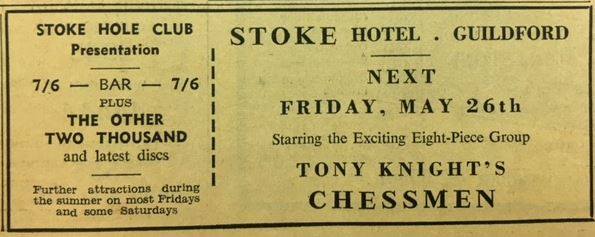 STOKE HOLE CLUB
Presentation
7/6 — BAR — 7/6
PLUS
THE OTHER
TWO THOUSAND
and latest discs
Further attractions during
the summer on most Fridays
and some Saturdays
STOKE HOTEL . GUILDFORD
NEXT
FRIDAY, MAY 26th
Starring the Exciting Eight-Piece Group
TONY KNIGHT'S
CHESSMEN